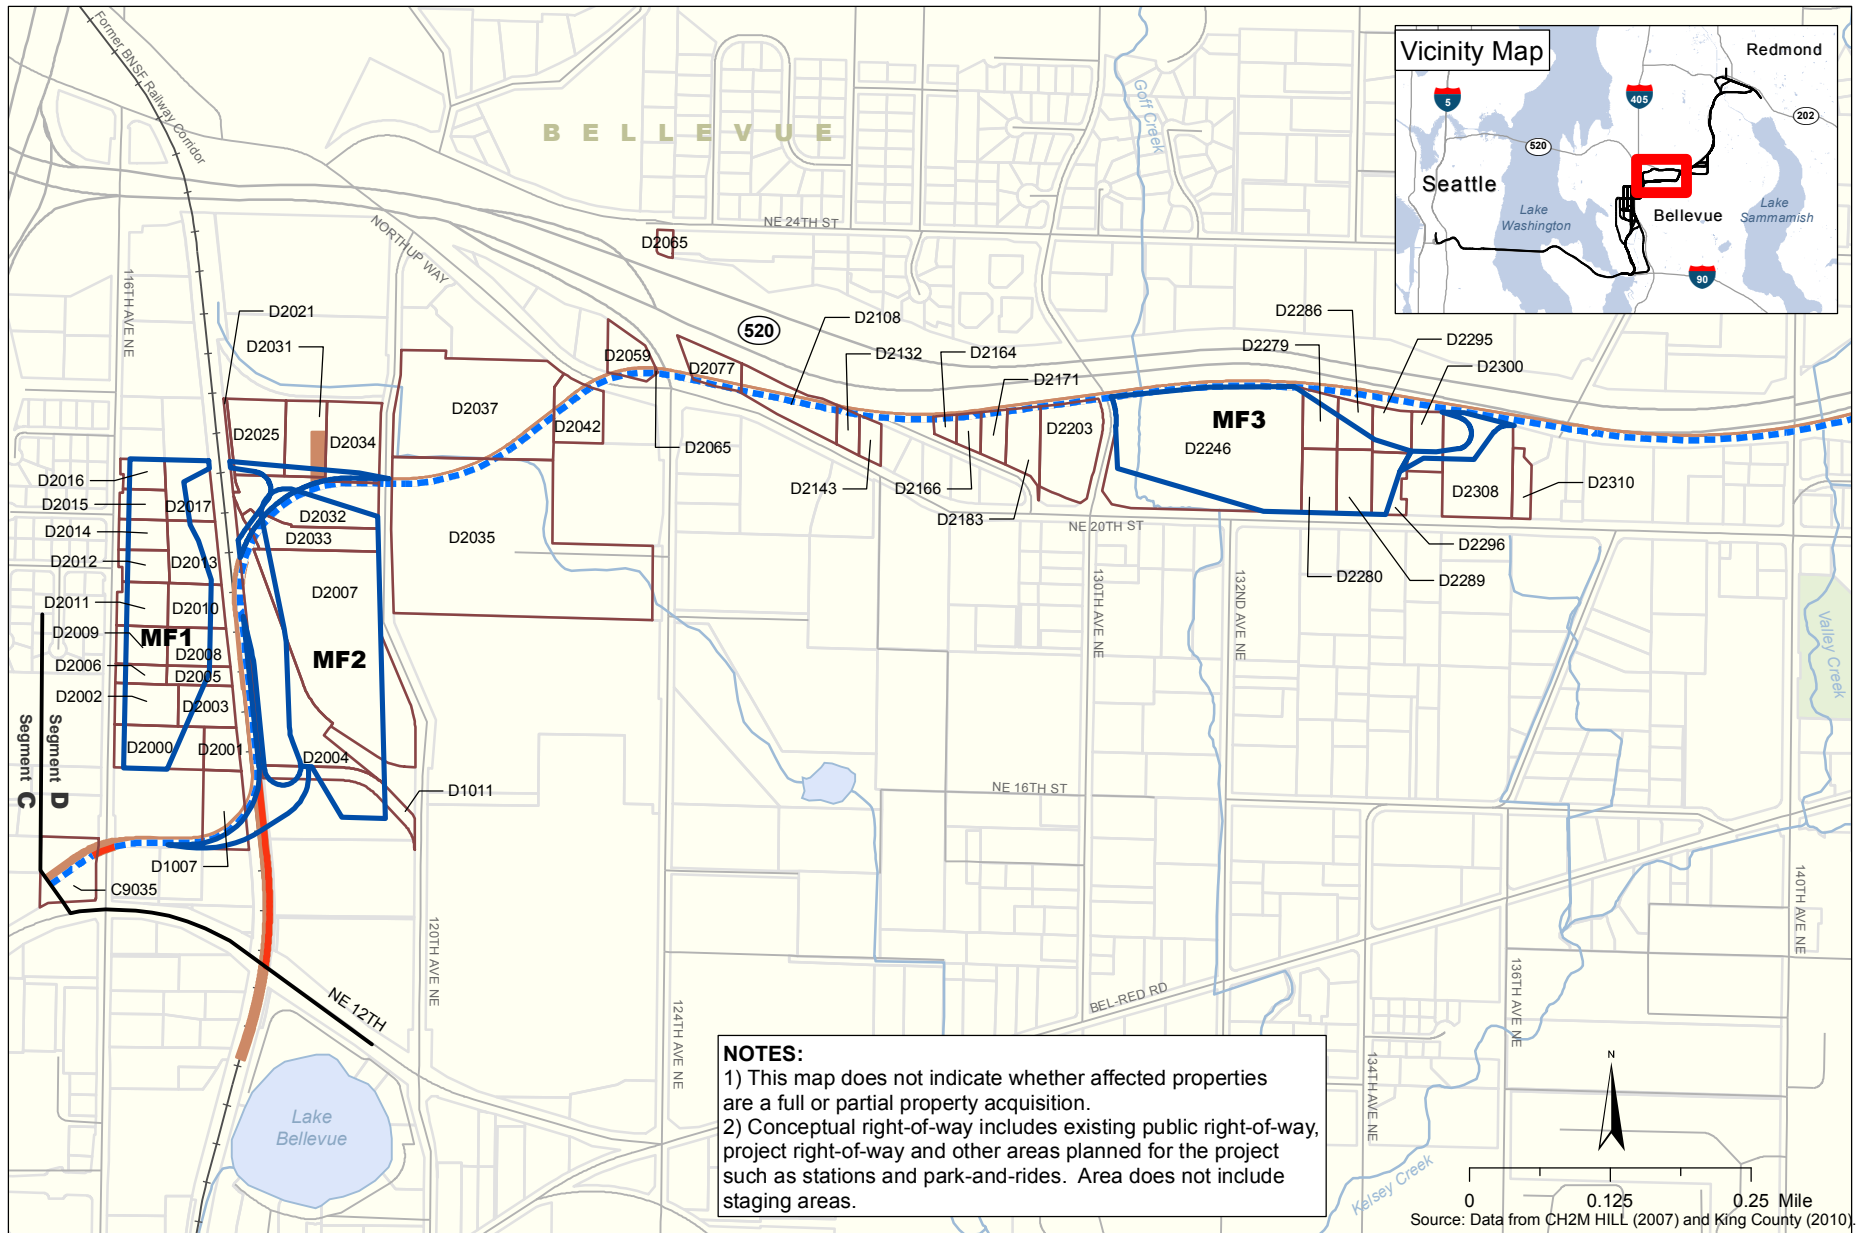 Vicinity Map
Redmond
5
405
202
520
Seattle
Lake
Washington
Bellevue
Lake
Sammamish
90
Former BNSF Railway Corridor
BELLEVUE
Goff Creek
NE 24TH ST
NORTHUP WAY
116TH AVE NE
D2065
D2021
D2031
520
D2108
D2132
D2164
D2171
D2286
D2279
D2295
D2300
D2059
D2077
D2037
D2042
D2025
D2034
D2065
D2203
MF3
D2246
D2016
D2015
D2014
D2012
D2011
D2009
D2006
D2002
D2017
D2013
D2010
MF1
D2008
D2005
D2003
D2000
D2001
D2032
D2033
D2007
MF2
D2004
D2035
D2143
D2166
D2183
NE 20TH ST
D2308
D2310
D2296
D2280
D2289
130TH AVE NE
132ND AVE NE
Valley Creek
Segment D
Segment C
D1011
D1007
C9035
NE 16TH ST
120TH AVE NE
124TH AVE NE
BEL-RED RD
134TH AVE NE
136TH AVE NE
140TH AVE NE
NE 12TH
Lake
Bellevue
Kelsey Creek
NOTES:
1) This map does not indicate whether affected properties
are a full or partial property acquisition.
2) Conceptual right-of-way includes existing public right-of-way,
project right-of-way and other areas planned for the project
such as stations and park-and-rides.  Area does not include
staging areas.
N
0 0.125 0.25 Mile
Source: Data from CH2M HILL (2007) and King County (2010).